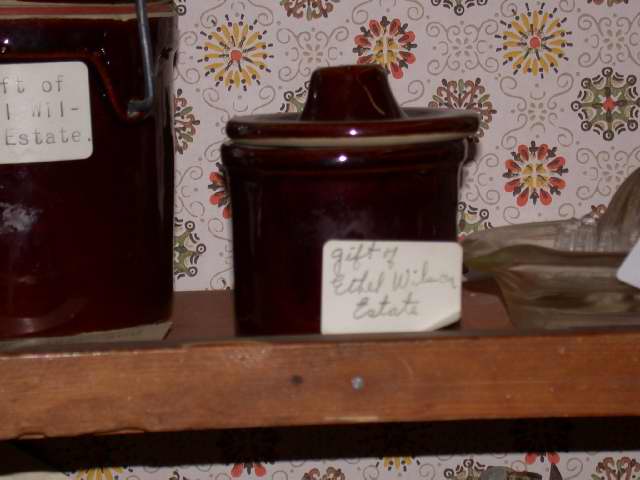 ft of
l Wil-
Estate.
gift of
Ethel Wilson
Estate